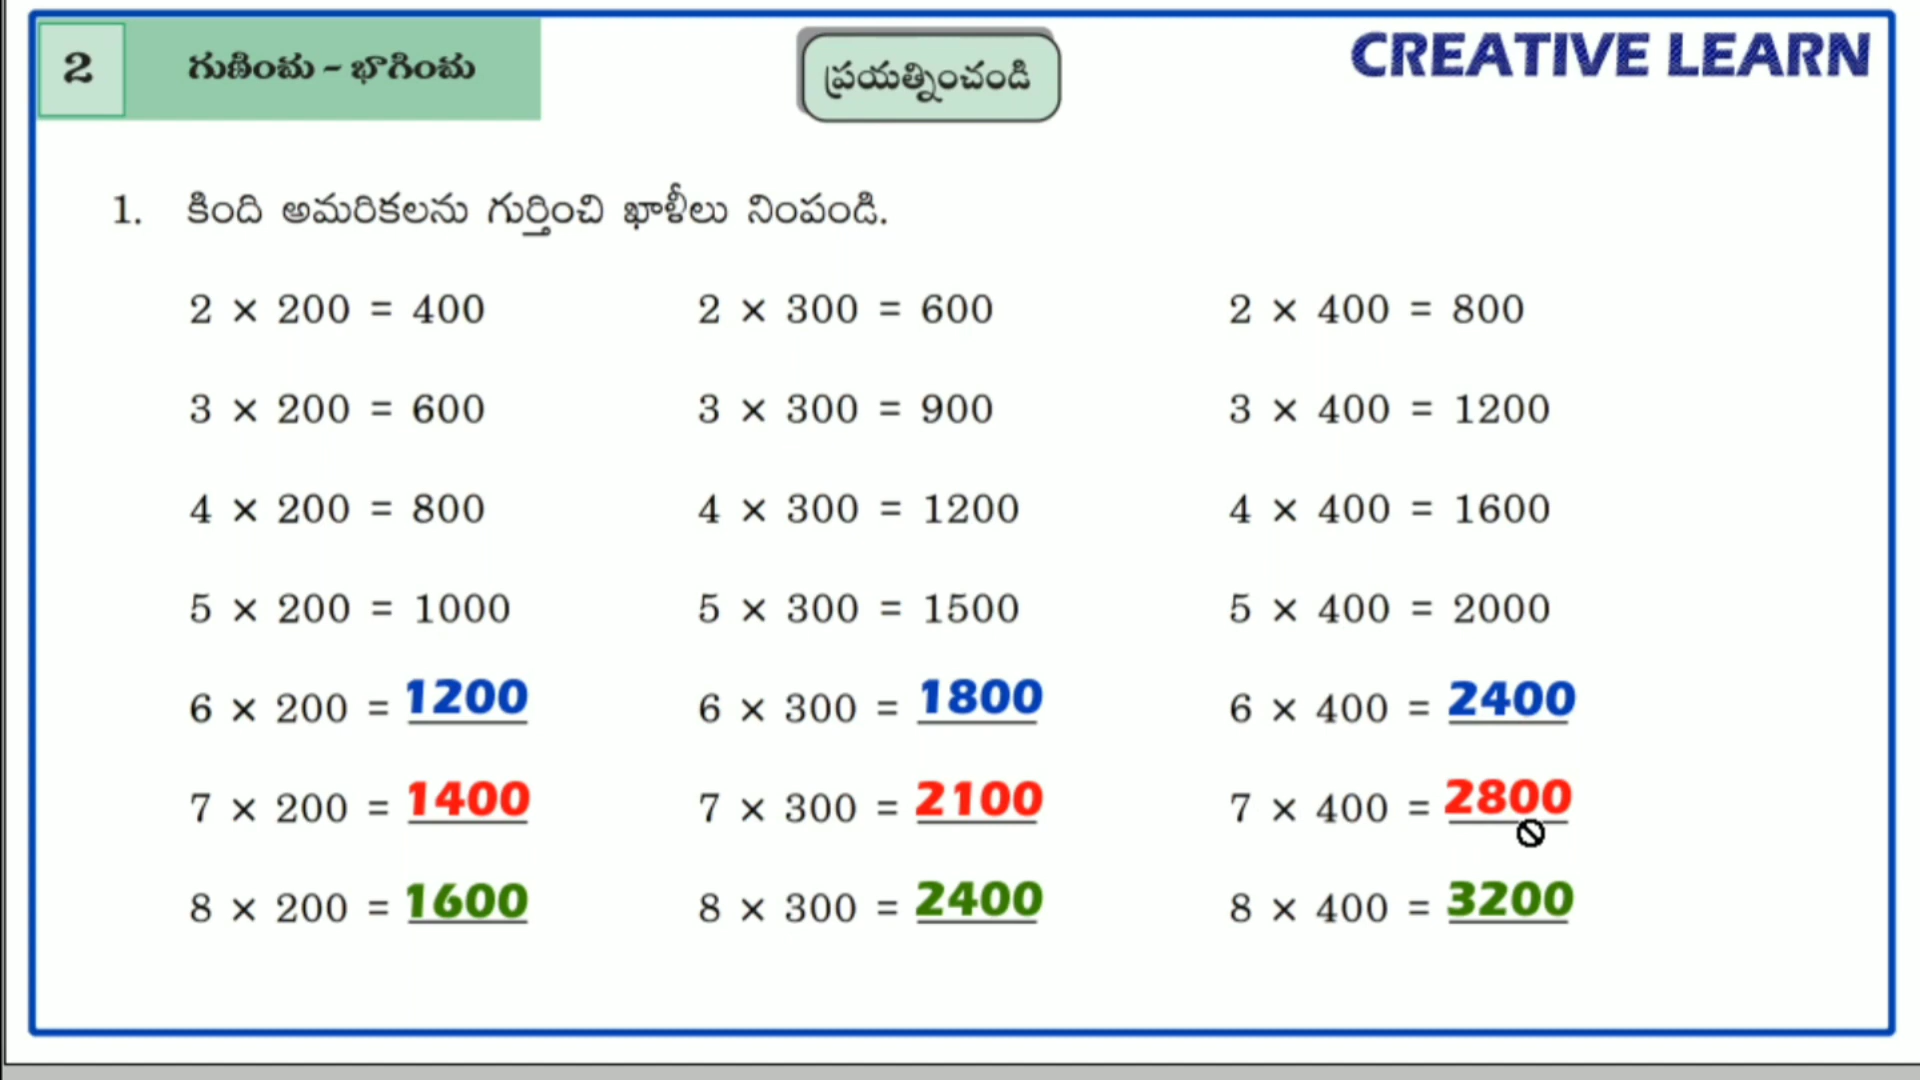 2 గుణించు - భాగించు
ప్రయత్నించండి
CREATIVE LEARN
1. కింది అమరికలను గుర్తించి ఖాళీలు నింపండి.
2 × 200 = 400 2 × 300 = 600 2 × 400 = 800
3 × 200 = 600 3 × 300 = 900 3 × 400 = 1200
4 × 200 = 800 4 × 300 = 1200 4 × 400 = 1600
5 × 200 = 1000 5 × 300 = 1500 5 × 400 = 2000
6 × 200 = 1200 6 × 300 = 1800 6 × 400 = 2400
7 × 200 = 1400 7 × 300 = 2100 7 × 400 = 2800
8 × 200 = 1600 8 × 300 = 2400 8 × 400 = 3200